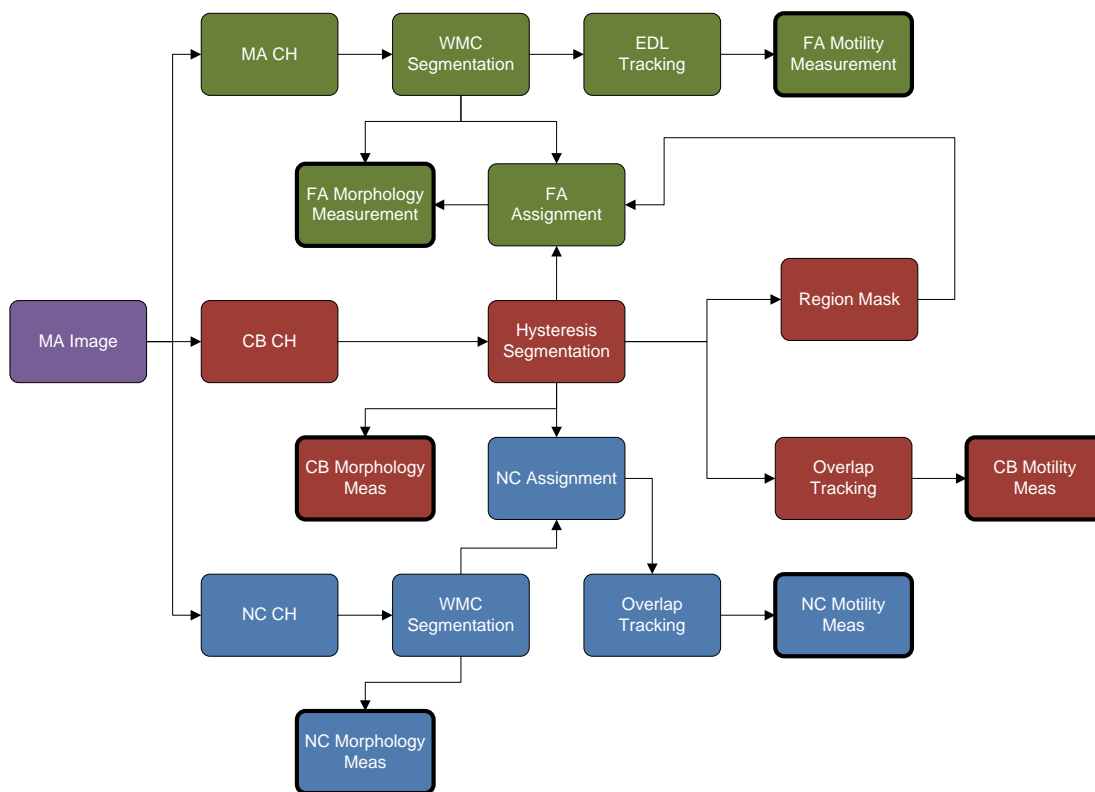 MA CH
WMC
Segmentation
EDL
Tracking
FA Motility
Measurement
FA Morphology
Measurement
FA
Assignment
MA Image
CB CH
Hysteresis
Segmentation
Region Mask
CB Morphology
Meas
NC Assignment
Overlap
Tracking
CB Motility
Meas
NC CH
WMC
Segmentation
Overlap
Tracking
NC Motility
Meas
NC Morphology
Meas